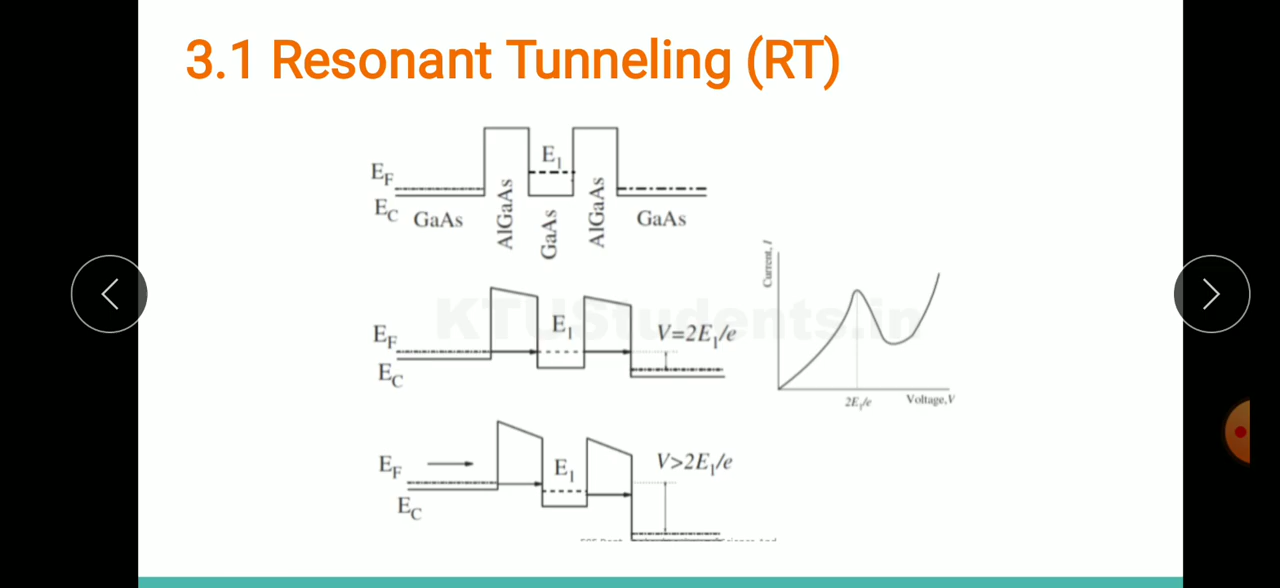 3.1 Resonant Tunneling (RT)
E_F
E_1
E_C
GaAs
AlGaAs
GaAs
AlGaAs
GaAs
KTUStudents.in
E_F
E_1
V=2E_1/e
E_C
Current, I
2E_1/e
Voltage,V
E_F
E_1
V>2E_1/e
E_C